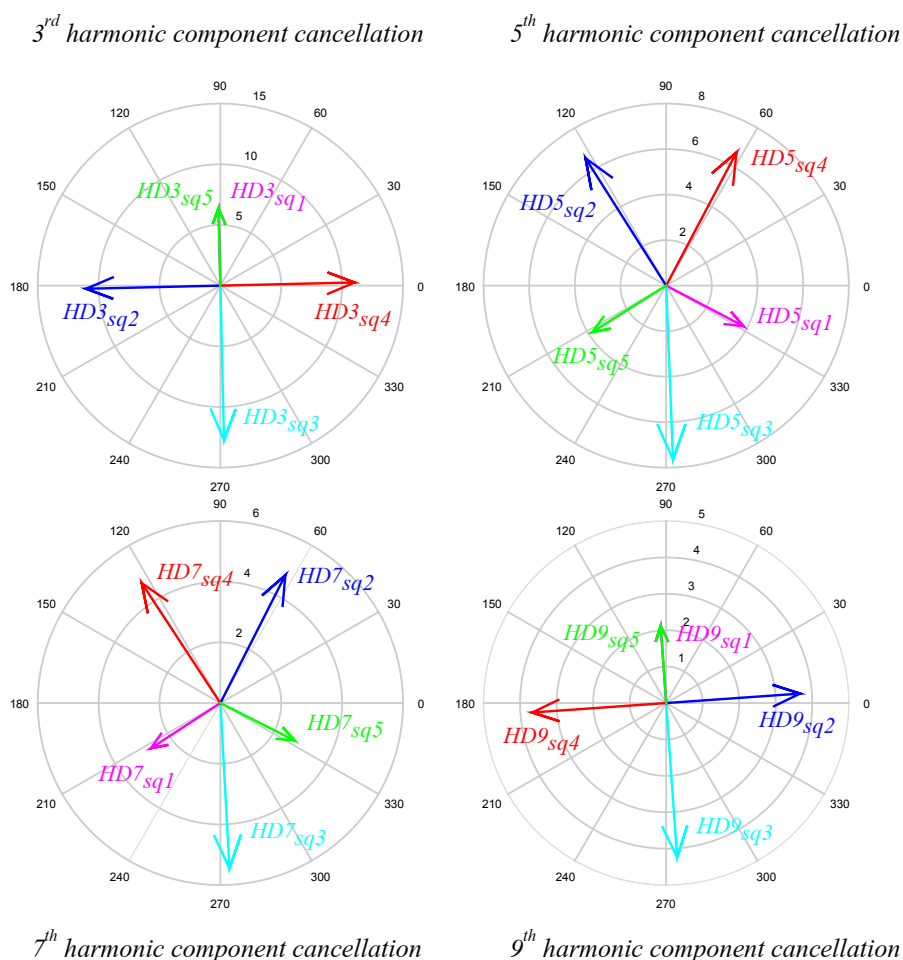 3rd harmonic component cancellation
5th harmonic component cancellation
90
15
120
60
10
150
30
HD3sq5
HD3sq1
5
180
0
HD3sq2
HD3sq4
210
330
HD3sq3
240
300
270
90
8
120
60
6
HD5sq4
4
150
30
HD5sq2
2
180
0
HD5sq1
HD5sq5
210
330
HD5sq3
240
300
270
90
6
120
60
HD7sq4
4
HD7sq2
150
30
2
180
0
HD7sq5
HD7sq1
210
330
HD7sq3
240
300
270
90
5
120
60
4
3
150
30
2
HD9sq5
HD9sq1
1
180
0
HD9sq4
HD9sq2
210
330
HD9sq3
240
300
270
7th harmonic component cancellation
9th harmonic component cancellation